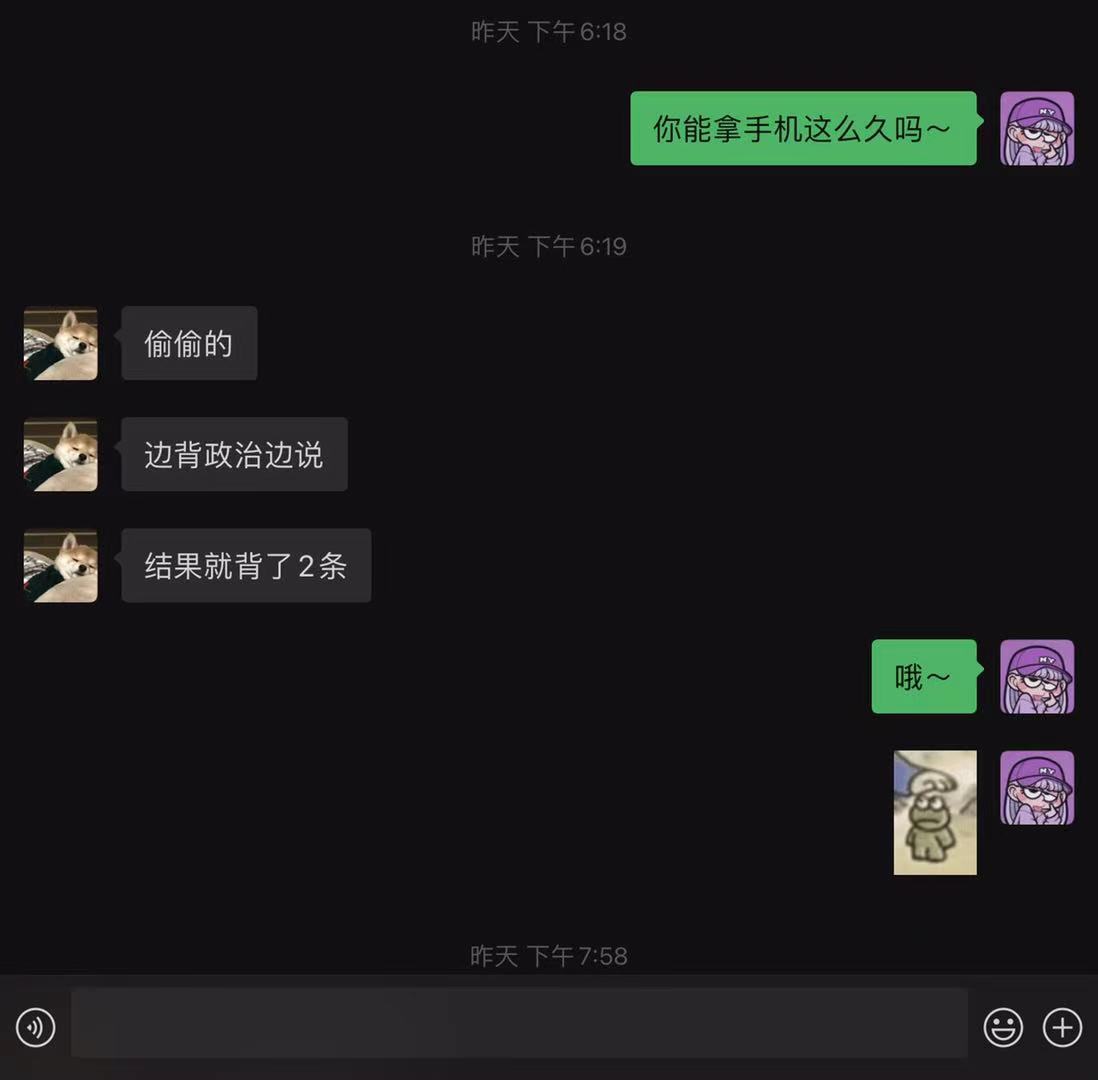 昨天 下午6:18
你能拿手机这么久吗～
昨天 下午6:19
偷偷的
边背政治边说
结果就背了2条
哦～
昨天 下午7:58